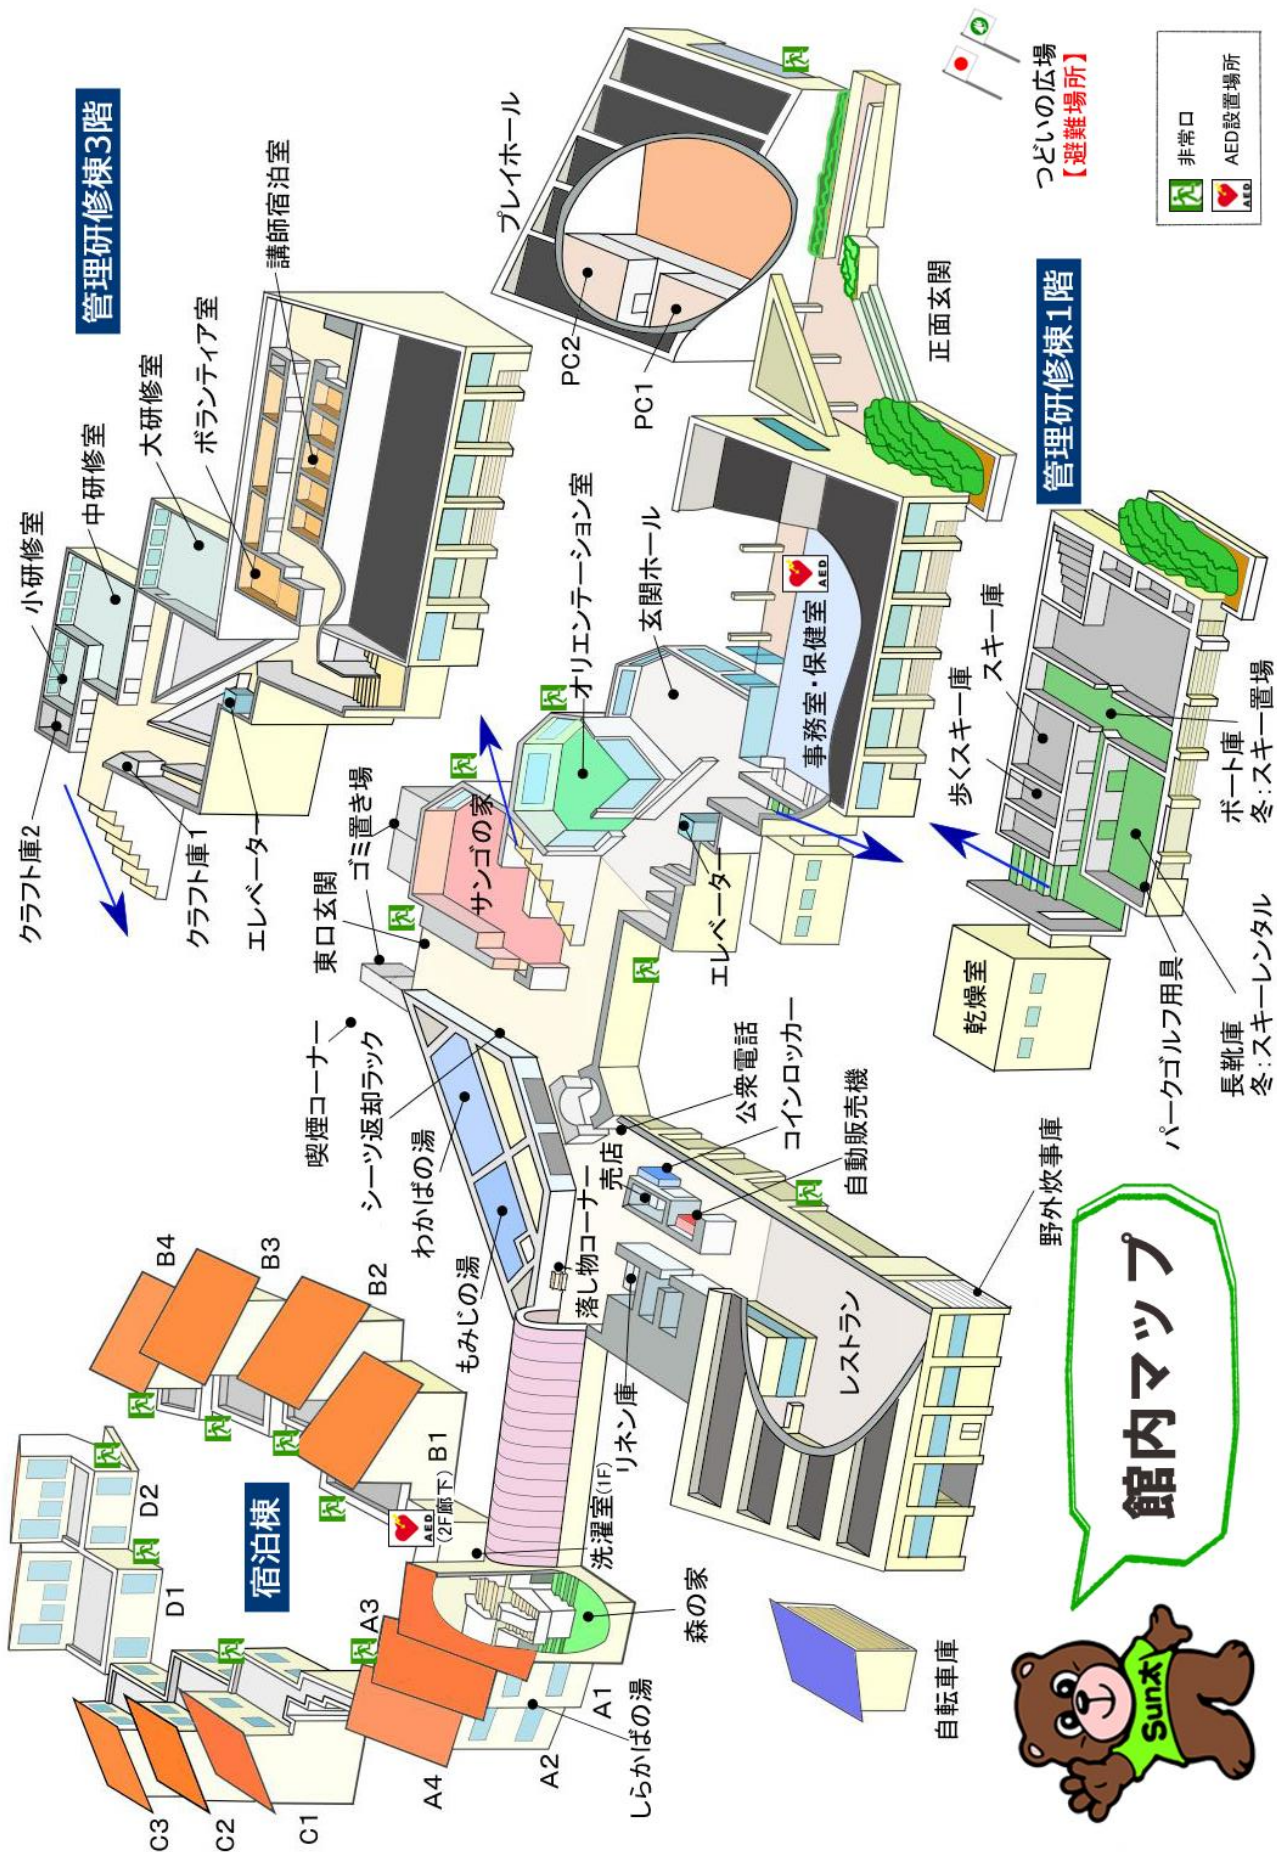 館内マップ
Sun太
管理研修棟3階
小研修室
中研修室
大研修室
ボランティア室
講師宿泊室
クラフト庫2
クラフト庫1
エレベーター
プレイホール
PC2
PC1
正面玄関
つどいの広場
【避難場所】
非常口
AED
AED設置場所
オリエンテーション室
玄関ホール
事務室・保健室
AED
エレベーター
サンゴの家
ゴミ置き場
東口玄関
喫煙コーナー
シーツ返却ラック
わかばの湯
もみじの湯
落し物コーナー
売店
公衆電話
コインロッカー
自動販売機
リネン庫
レストラン
野外炊事庫
管理研修棟1階
スキー庫
歩くスキー庫
ボート庫
冬:スキー置場
長靴庫
冬:スキーレンタル
パークゴルフ用具
乾燥室
宿泊棟
B4
B3
B2
B1
D2
D1
AED
(2F廊下)
洗濯室(1F)
森の家
しらかばの湯
A1
A2
A3
A4
C1
C2
C3
自転車庫